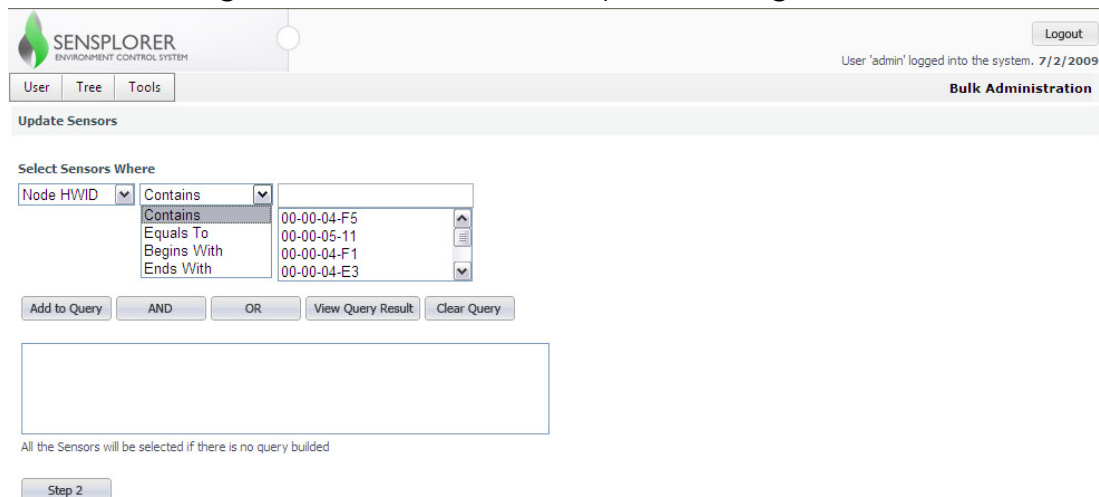 SENSPLORER
ENVIRONMENT CONTROL SYSTEM
Logout
User 'admin' logged into the system. 7/2/2009
User Tree Tools
Bulk Administration
Update Sensors
Select Sensors Where
Node HWID Contains
Contains
Equals To
Begins With
Ends With
00-00-04-F5
00-00-05-11
00-00-04-F1
00-00-04-E3
Add to Query AND OR View Query Result Clear Query
All the Sensors will be selected if there is no query builded
Step 2